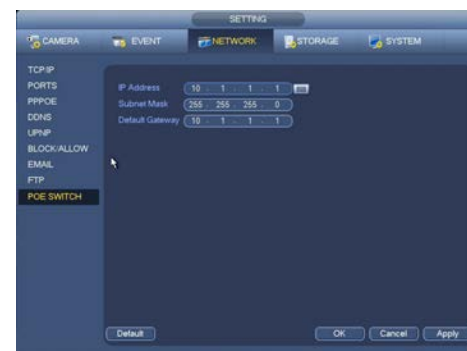 SETTING
CAMERA EVENT NETWORK STORAGE SYSTEM
TCP/IP
PORTS
PPPOE
DDNS
UPNP
BLOCK/ALLOW
EMAIL
FTP
POE SWITCH
IP Address 10 . 1 . 1 . 1
Subnet Mask 255 . 255 . 255 . 0
Default Gateway 10 . 1 . 1 . 1
Default OK Cancel Apply